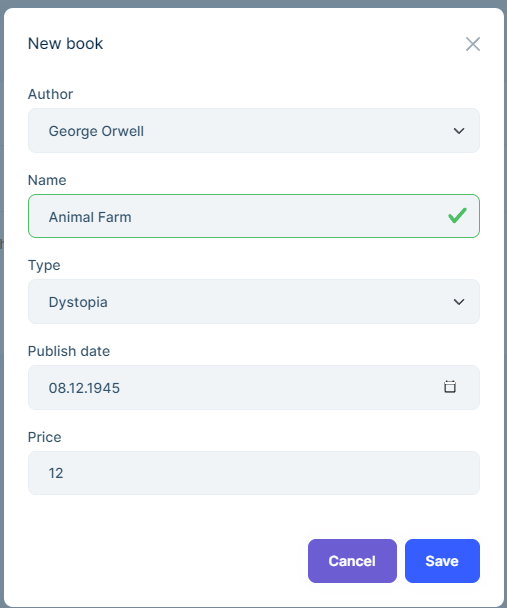 New book
Author
George Orwell
Name
Animal Farm
Type
Dystopia
Publish date
08.12.1945
Price
12
Cancel
Save